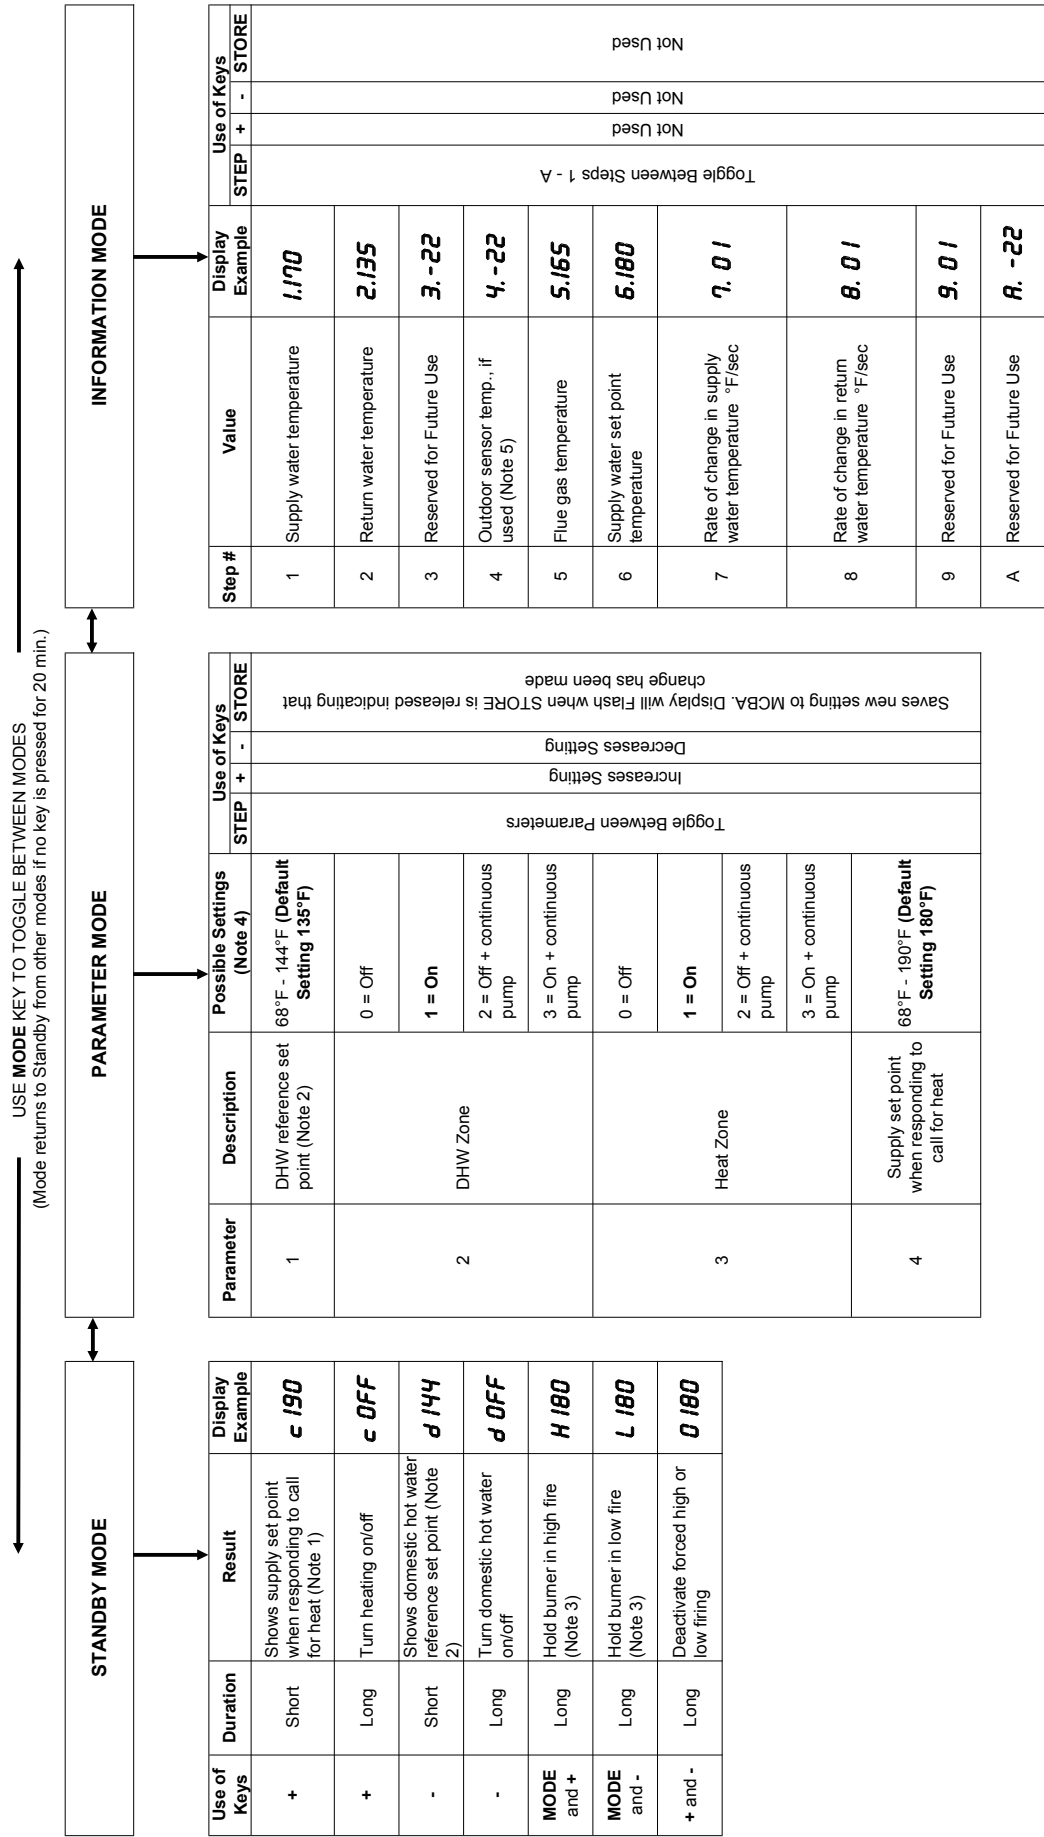 USE MODE KEY TO TOGGLE BETWEEN MODES
(Mode returns to Standby from other modes if no key is pressed for 20 min.)
STANDBY MODE
Use of
Keys
Duration
Result
Display
Example
+
Short
Shows supply set point
when responding to call
for heat (Note 1)
c 190
+
Long
Turn heating on/off
c OFF
-
Short
Shows domestic hot water
reference set point (Note
2)
d 144
-
Long
Turn domestic hot water
on/off
d OFF
MODE
and +
Long
Hold burner in high fire
(Note 3)
H 180
MODE
and -
Long
Hold burner in low fire
(Note 3)
L 180
+ and -
Long
Deactivate forced high or
low firing
0 180
PARAMETER MODE
Parameter
Description
Possible Settings
(Note 4)
Use of Keys
STEP
+
-
STORE
1
DHW reference set
point (Note 2)
68°F - 144°F (Default
Setting 135°F)
2
DHW Zone
0 = Off
1 = On
2 = Off + continuous
pump
3 = On + continuous
pump
3
Heat Zone
0 = Off
1 = On
2 = Off + continuous
pump
3 = On + continuous
pump
4
Supply set point
when responding to
call for heat
68°F - 190°F (Default
Setting 180°F)
Toggle Between Parameters
Increases Setting
Decreases Setting
Saves new setting to MCBA. Display will Flash when STORE is released indicating that
change has been made
INFORMATION MODE
Step #
Value
Display
Example
Use of Keys
STEP
+
-
STORE
1
Supply water temperature
1.170
2
Return water temperature
2.135
3
Reserved for Future Use
3. -22
4
Outdoor sensor temp., if
used (Note 5)
4. -22
5
Flue gas temperature
5.165
6
Supply water set point
temperature
6.180
7
Rate of change in supply
water temperature °F/sec
7. 01
8
Rate of change in return
water temperature °F/sec
8. 01
9
Reserved for Future Use
9. 01
A
Reserved for Future Use
A. -22
Toggle Between Steps 1 - A
Not Used
Not Used
Not Used